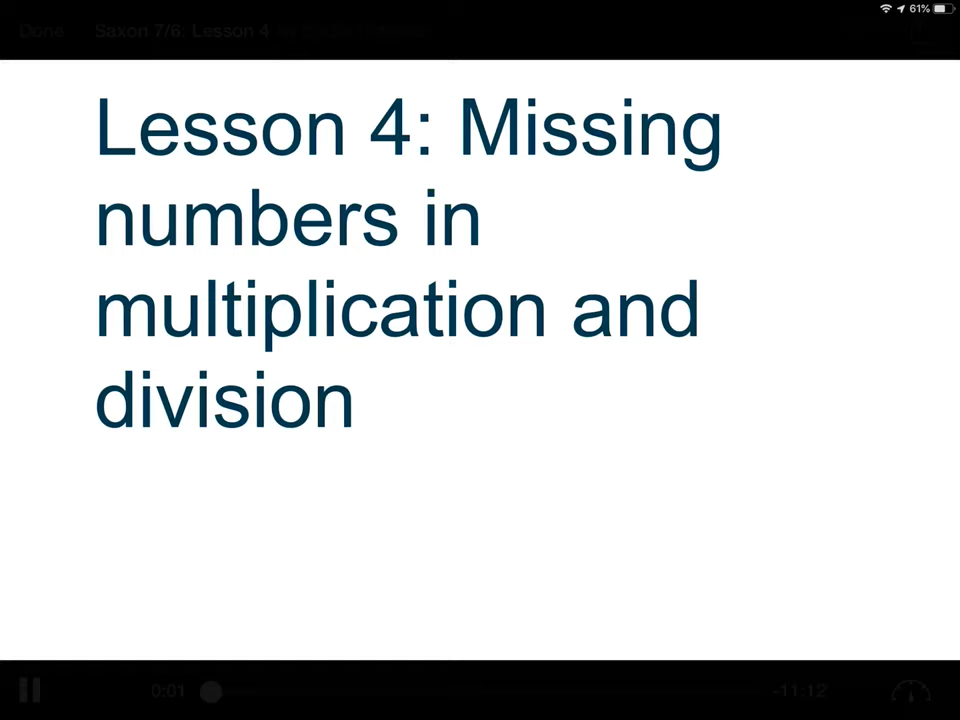 61%
Done Saxon 7/6: Lesson 4
Lesson 4: Missing
numbers in
multiplication and
division
0:01 -11:12